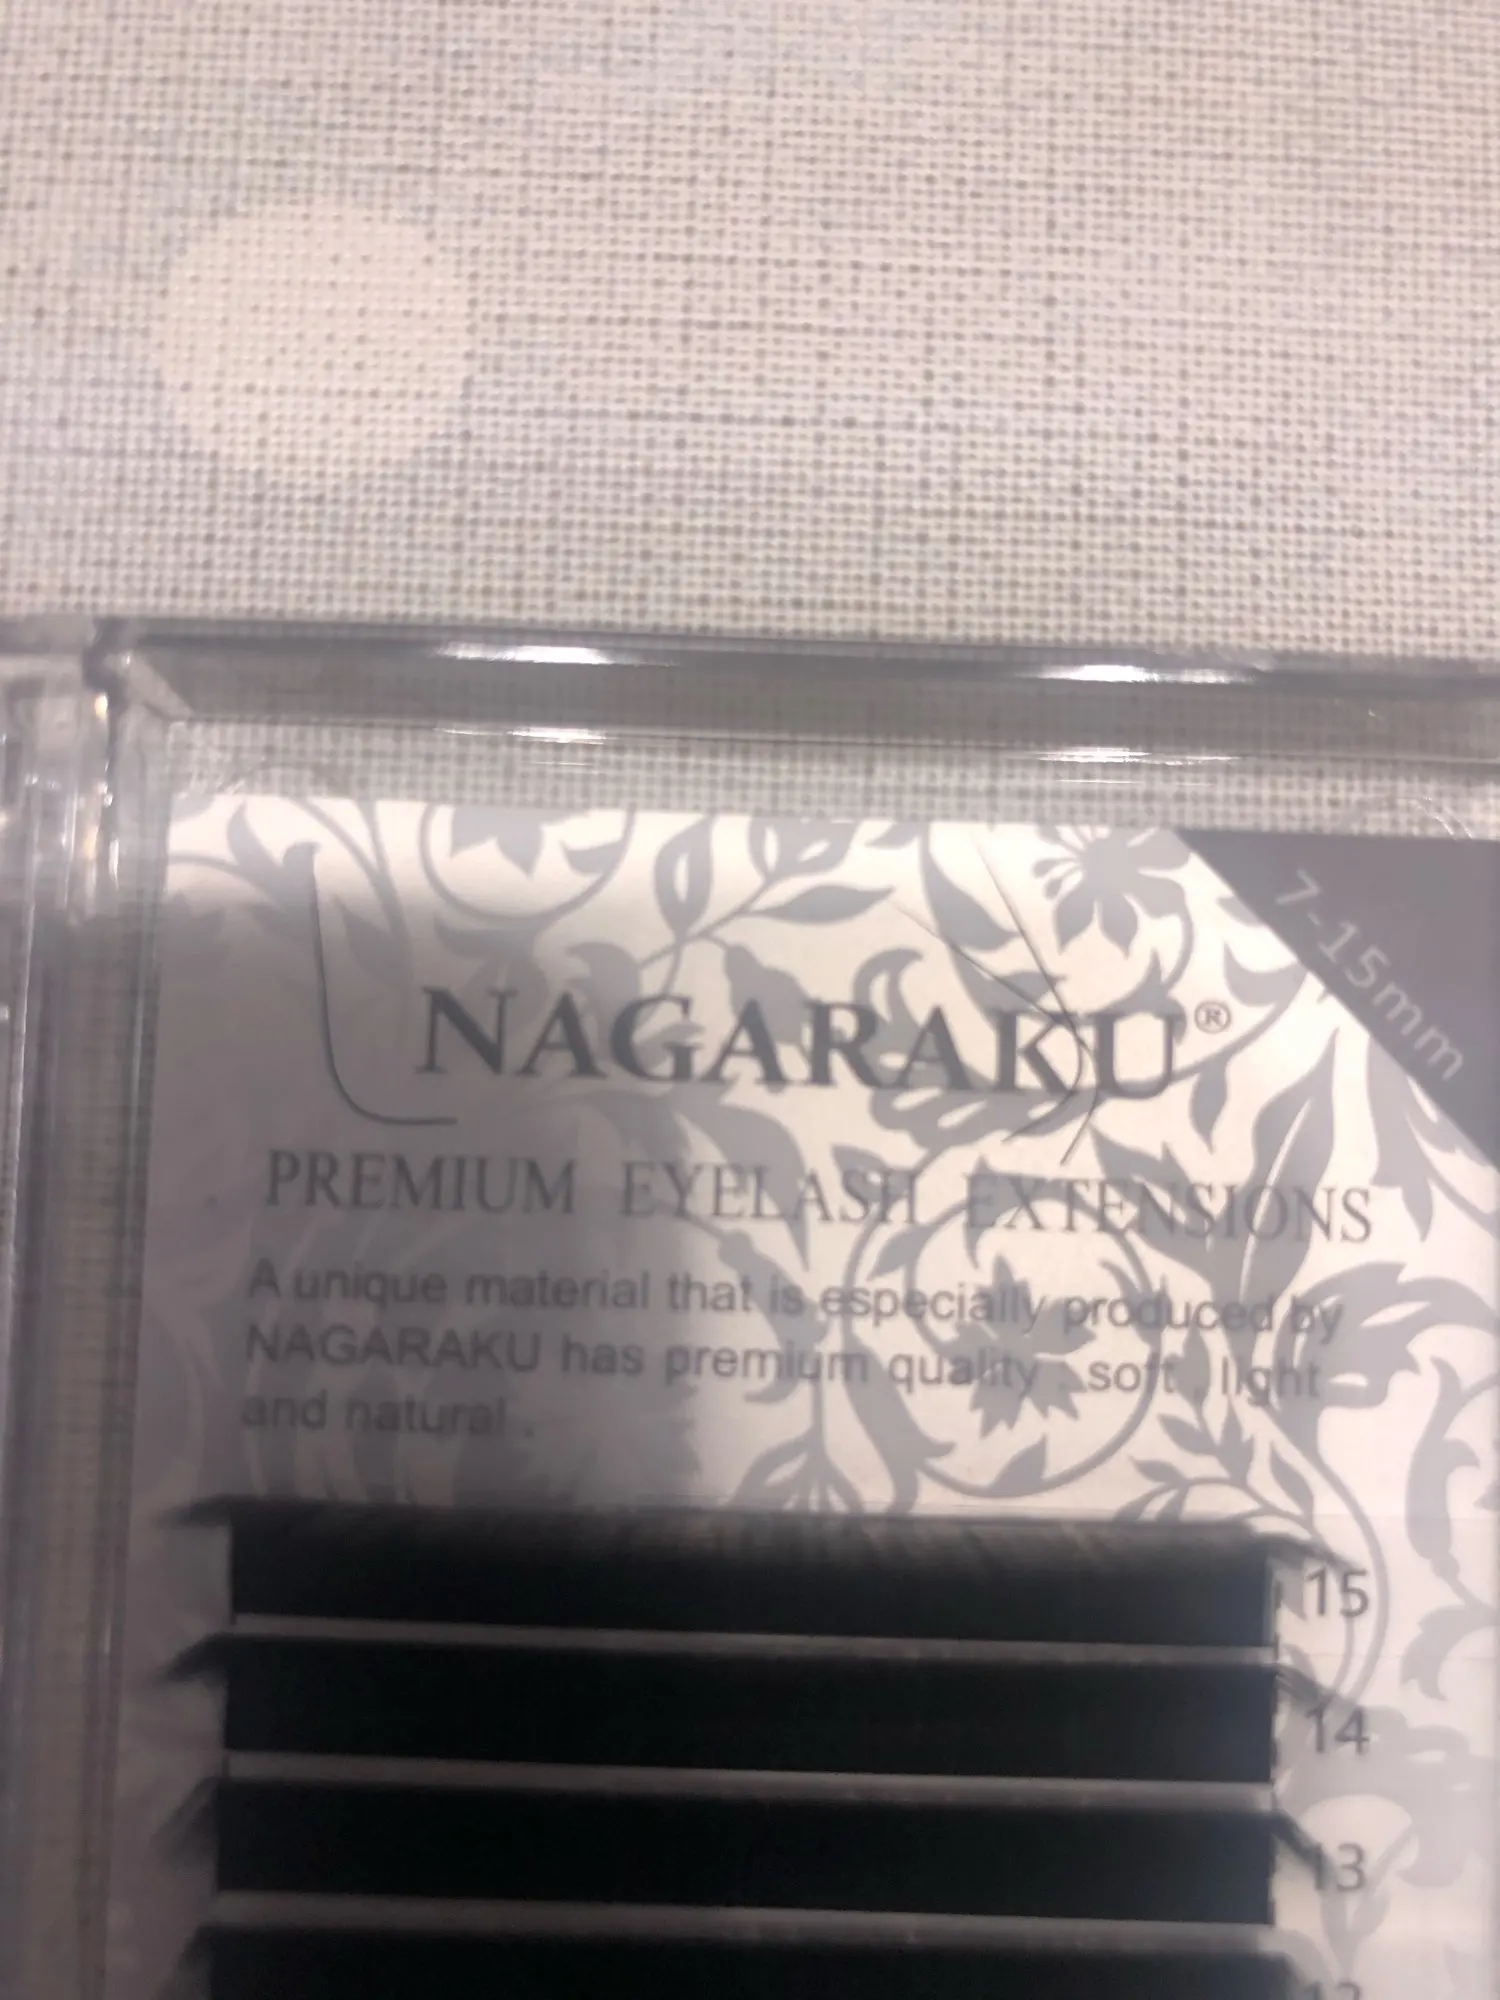 7-15mm
NAGARAKU®
PREMIUM EYELASH EXTENSIONS
A unique material that is especially produced by
NAGARAKU has premium quality , soft , light
and natural .
15
14
13
12